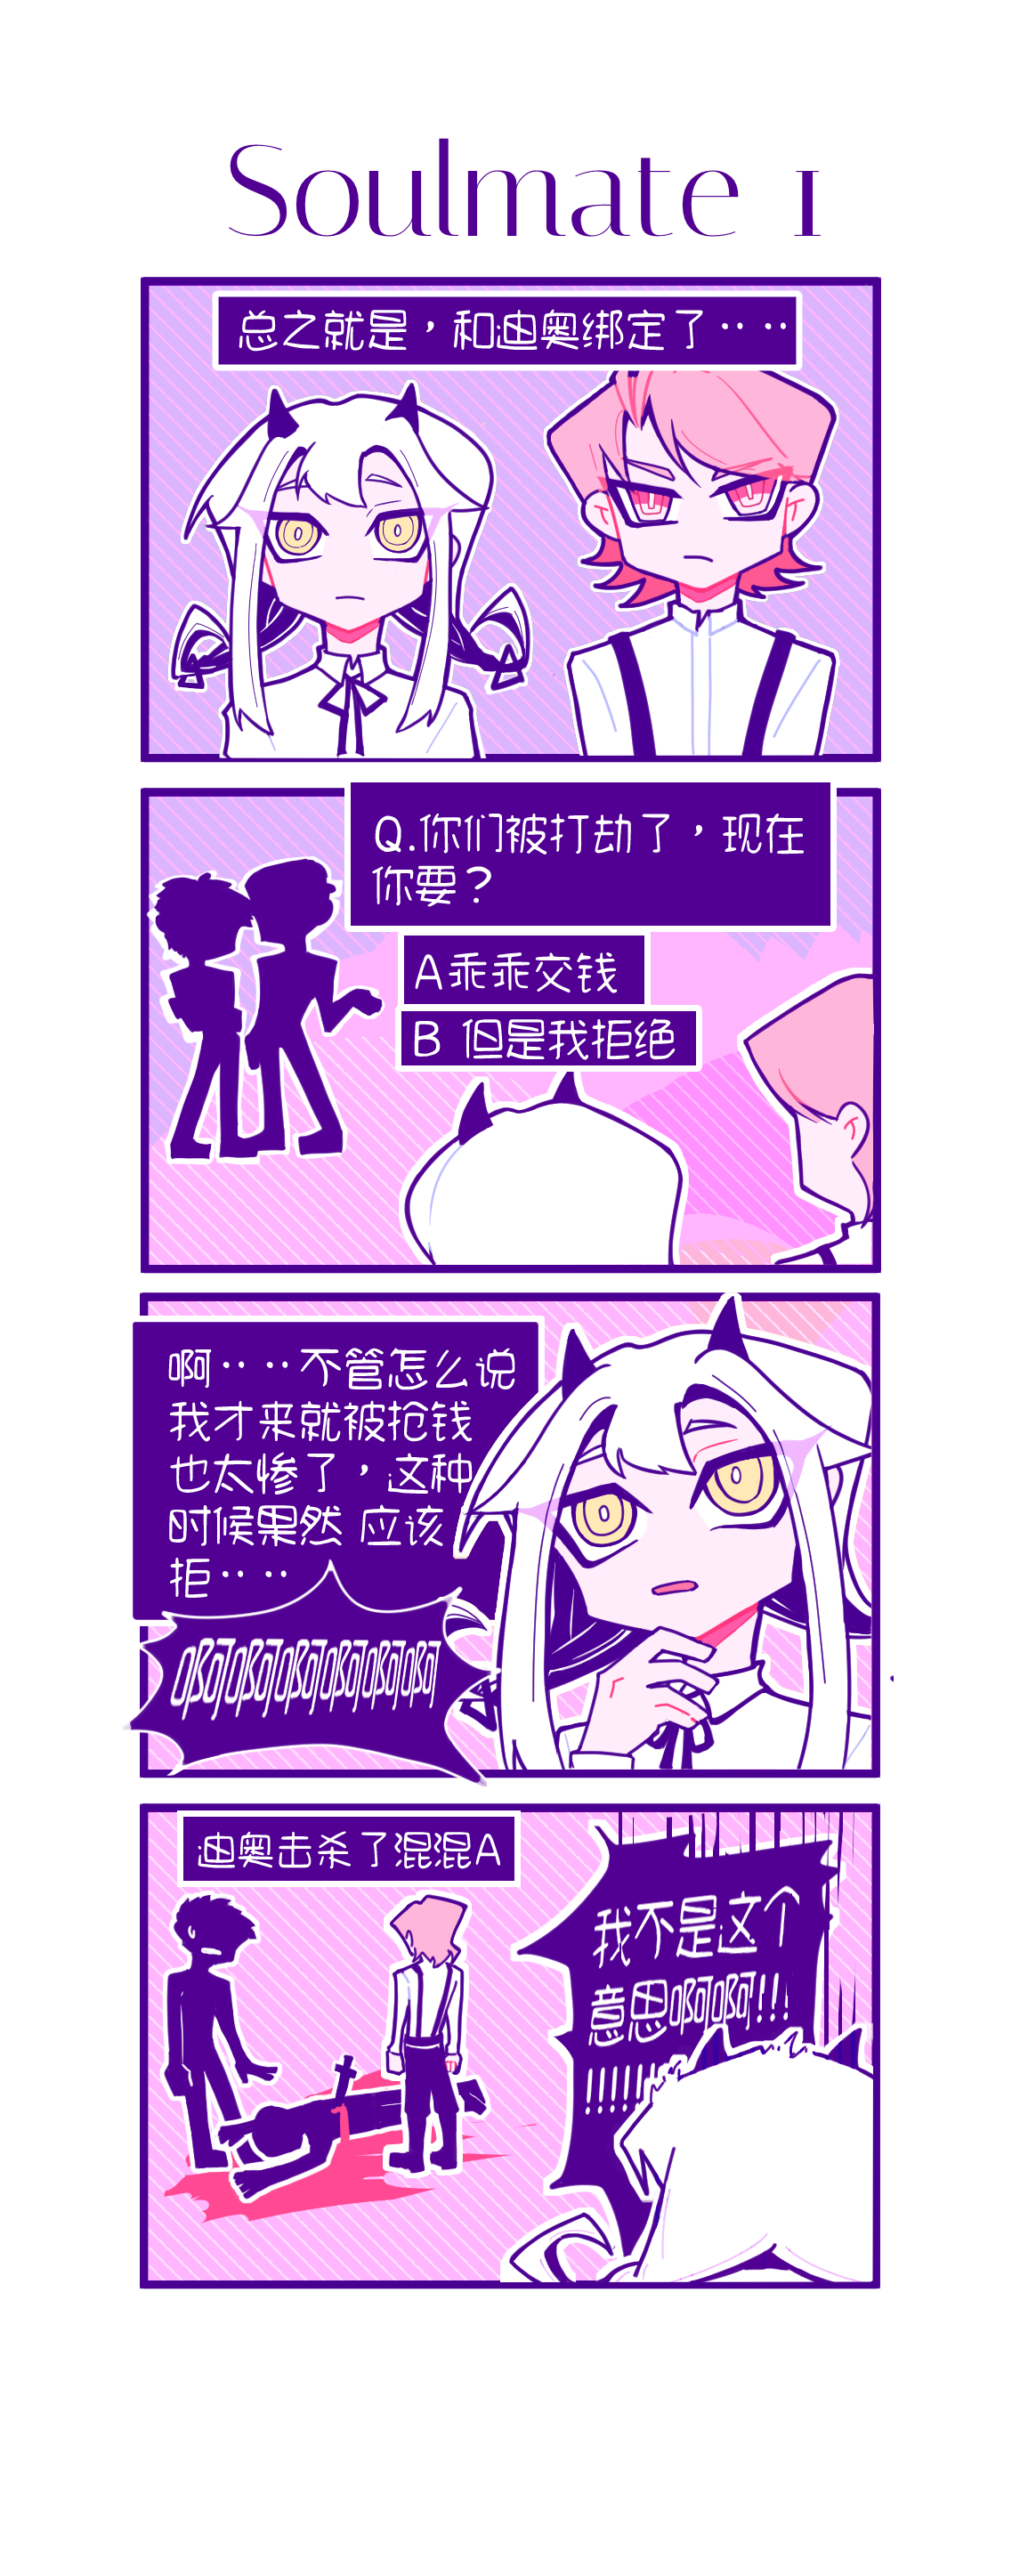 Soulmate 1
总之就是，和迪奥绑定了····
Q.你们被打劫了，现在
你要？
A乖乖交钱
B 但是我拒绝
啊····不管怎么说
我才来就被抢钱
也太惨了，这种
时候果然 应该
拒····
啊啊啊啊啊啊
迪奥击杀了混混A
我不是这个
意思啊啊!!!
!!!!!!